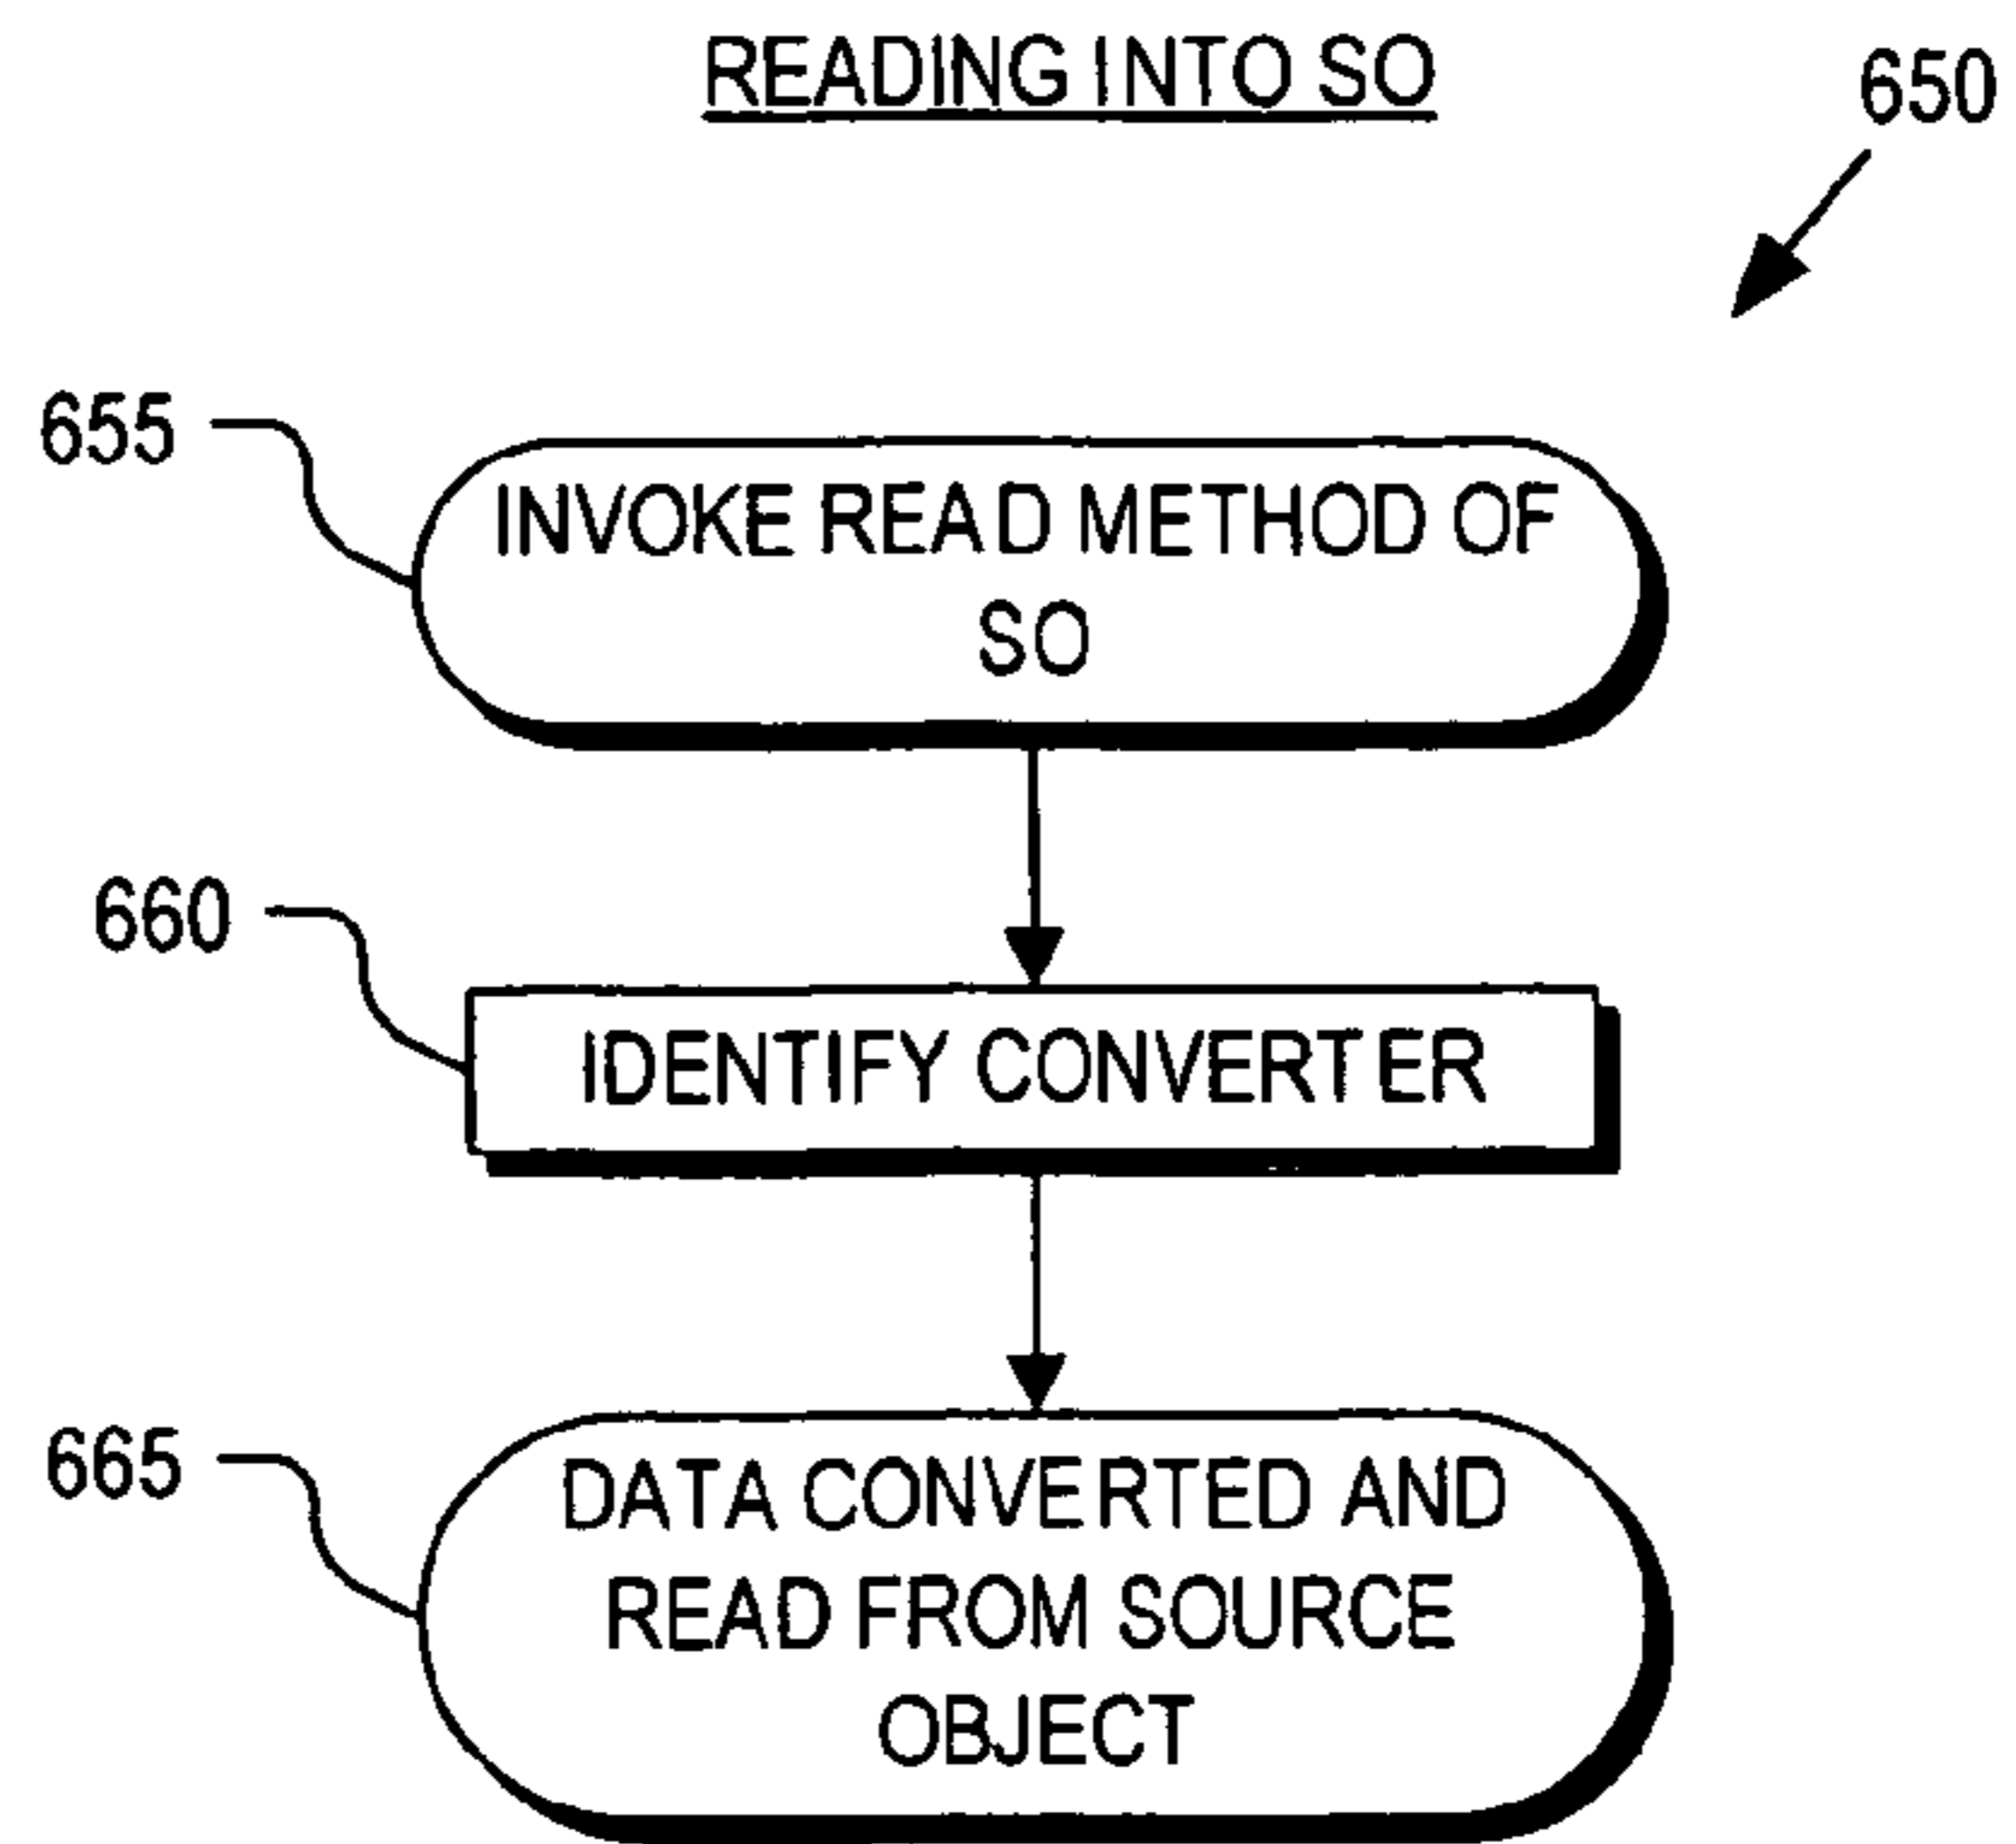 READING INTO SO
650
655
INVOKE READ METHOD OF
SO
660
IDENTIFY CONVERTER
665
DATA CONVERTED AND
READ FROM SOURCE
OBJECT